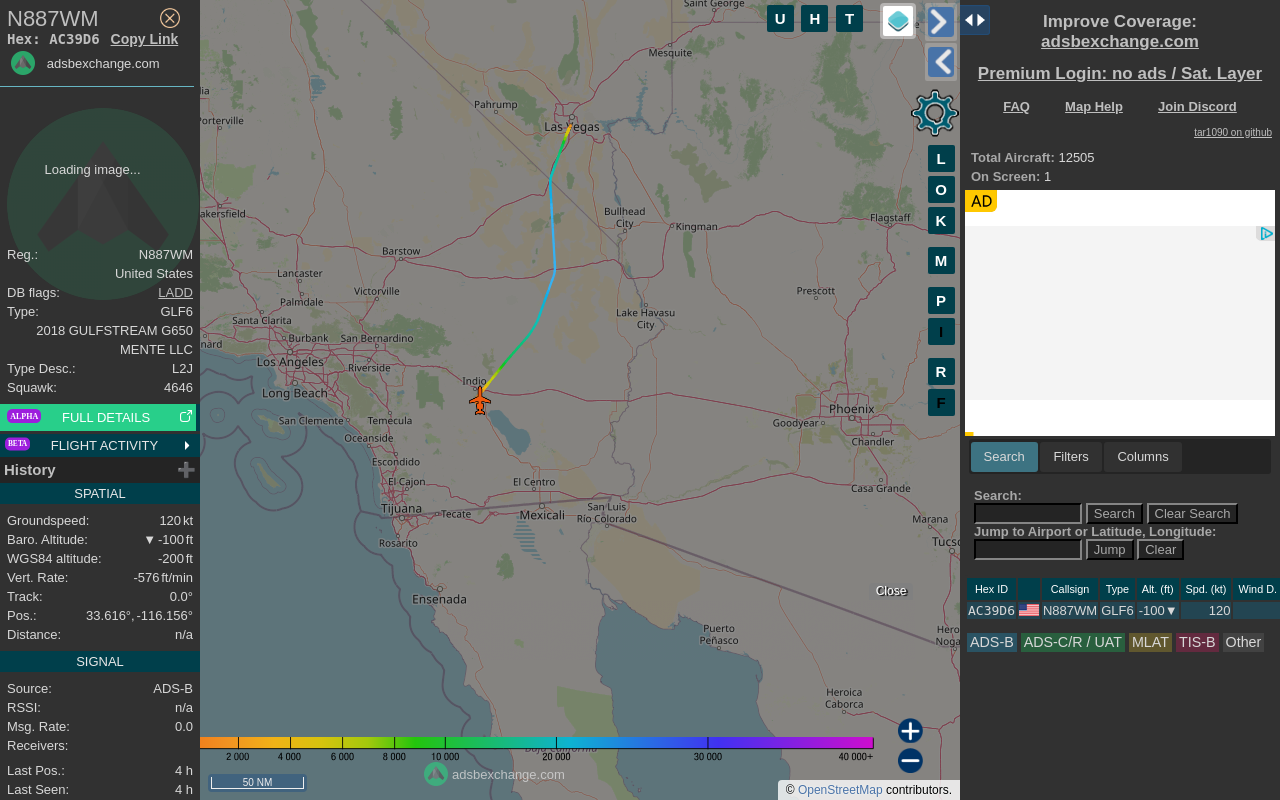 N887WM
Hex: AC39D6 Copy Link
adsbexchange.com
Loading image...
Reg.: N887WM
United States
DB flags: LADD
Type: GLF6
2018 GULFSTREAM G650
MENTE LLC
Type Desc.: L2J
Squawk: 4646
ALPHA FULL DETAILS
BETA FLIGHT ACTIVITY
History
SPATIAL
Groundspeed: 120 kt
Baro. Altitude: ▼ -100 ft
WGS84 altitude: -200 ft
Vert. Rate: -576 ft/min
Track: 0.0°
Pos.: 33.616°, -116.156°
Distance: n/a
SIGNAL
Source: ADS-B
RSSI: n/a
Msg. Rate: 0.0
Receivers:
Last Pos.: 4 h
Last Seen: 4 h
Saint George
Mesquite
Pahrump
Las Vegas
Porterville
akersfield
Bullhead
City
Kingman
Flagstaff
Barstow
Lancaster
Victorville
Palmdale
Prescott
Lake Havasu
City
Santa Clarita
nard
Burbank
San Bernardino
Los Angeles
Riverside
Indio
Long Beach
San Clemente
Temecula
Oceanside
Phoenix
Goodyear
Chandler
Escondido
El Cajon
El Centro
Casa Grande
Tijuana
Tecate
Mexicali
San Luis
Río Colorado
Marana
Tucso
Rosarito
Ensenada
Close
Puerto
Peñasco
Hero
Noga
Heroica
Caborca
Baja California
2 000 4 000 6 000 8 000 10 000 20 000 30 000 40 000+
adsbexchange.com
50 NM
© OpenStreetMap contributors.
U H T
L
O
K
M
P
I
R
F
Improve Coverage:
adsbexchange.com
Premium Login: no ads / Sat. Layer
FAQ Map Help Join Discord
tar1090 on github
Total Aircraft: 12505
On Screen: 1
AD
Search Filters Columns
Search:
Search Clear Search
Jump to Airport or Latitude, Longitude:
Jump Clear
Hex ID Callsign Type Alt. (ft) Spd. (kt) Wind D.
AC39D6 N887WM GLF6 -100▼ 120
ADS-B ADS-C/R / UAT MLAT TIS-B Other